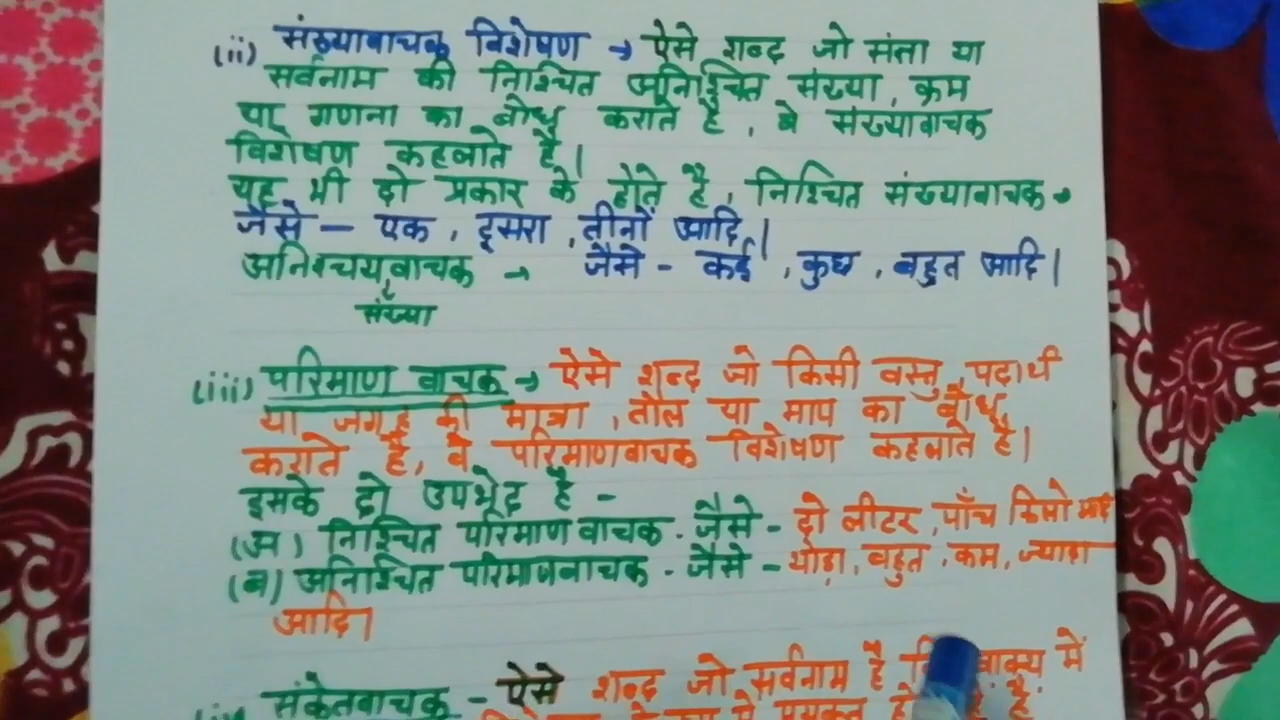 (ii) संख्यावाचक विशेषण → ऐसे शब्द जो संज्ञा या
सर्वनाम की निश्चित अनिश्चित संख्या, क्रम
या गणना का बोध कराते है, वे संख्यावाचक
विशेषण कहलाते है।
यह भी दो प्रकार के होते है, निश्चित संख्यावाचक
जैसे — एक, दूसरा, तीनों आदि।
अनिश्चयवाचक → जैसे - कई, कुछ, बहुत आदि।
संख्या
(iii) परिमाण वाचक → ऐसे शब्द जो किसी वस्तु, पदार्थ
या जगह की मात्रा, तौल या माप का बोध
कराते है, वे परिमाणवाचक विशेषण कहलाते है।
इसके दो उपभेद है -
(अ) निश्चित परिमाण वाचक. जैसे - दो लीटर, पाँच किलो
(ब) अनिश्चित परिमाणवाचक. जैसे - थोड़ा, बहुत, कम, ज्यादा
आदि।
संकेतवाचक - ऐसे शब्द जो सर्वनाम है वाक्य में